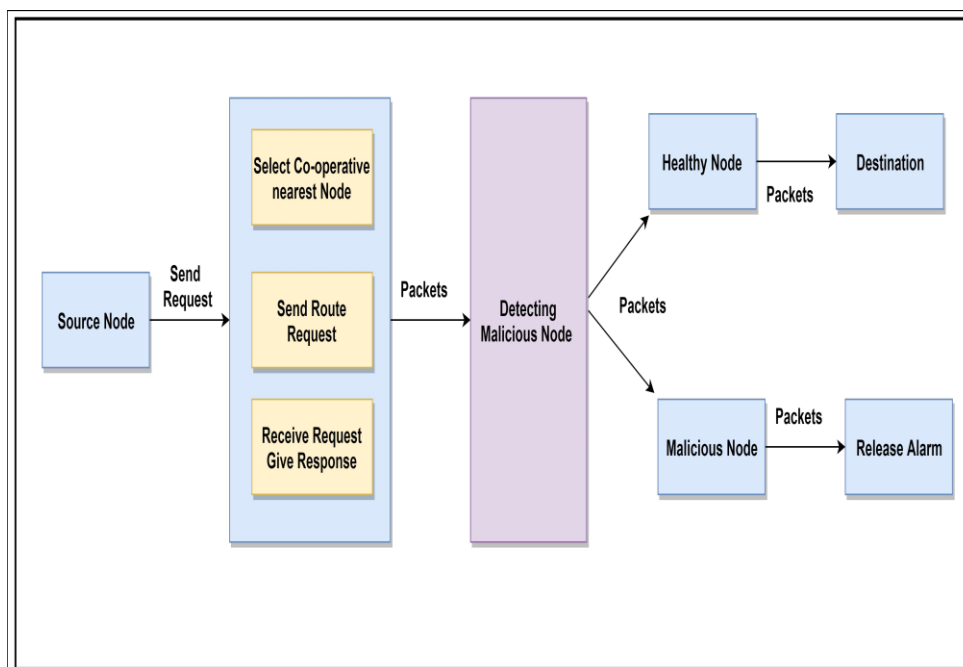 Source Node
Send
Request
Select Co-operative
nearest Node
Send Route
Request
Receive Request
Give Response
Packets
Detecting
Malicious Node
Packets
Healthy Node
Packets
Destination
Malicious Node
Packets
Release Alarm